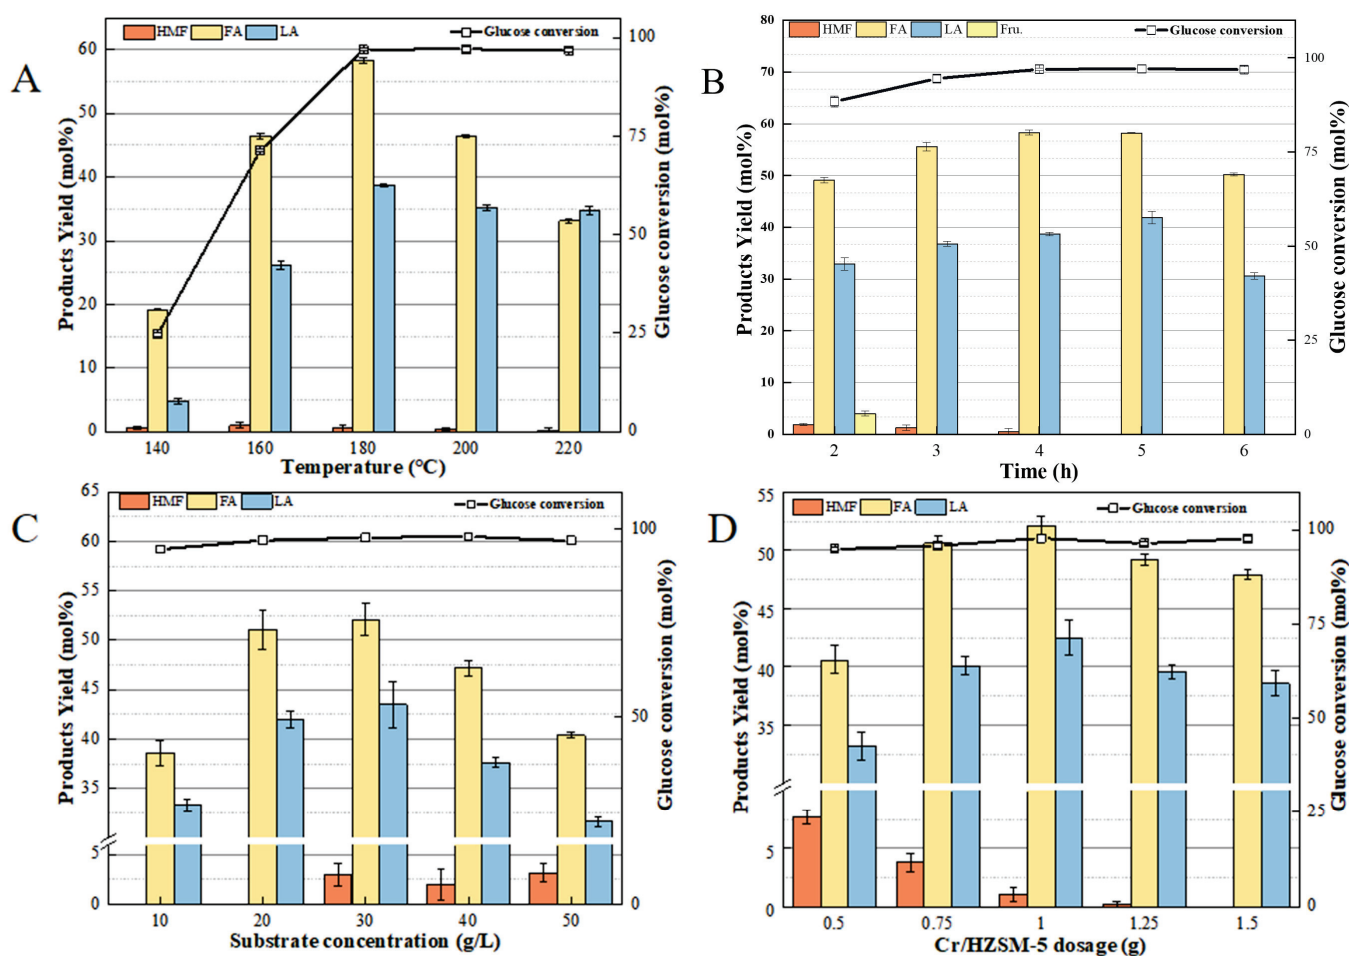 A
HMF FA LA Glucose conversion
Products Yield (mol%)
60
50
40
30
20
10
0
140 160 180 200 220
Temperature (°C)
100
75
50
25
0
Glucose conversion (mol%)
B
HMF FA LA Fru. Glucose conversion
Products Yield (mol%)
80
70
60
50
40
30
20
10
0
2 3 4 5 6
Time (h)
100
75
50
25
0
Glucose conversion (mol%)
C
HMF FA LA Glucose conversion
Products Yield (mol%)
65
60
55
50
45
40
35
5
0
10 20 30 40 50
Substrate concentration (g/L)
100
50
0
Glucose conversion (mol%)
D
HMF FA LA Glucose conversion
Products Yield (mol%)
55
50
45
40
35
5
0
0.5 0.75 1 1.25 1.5
Cr/HZSM-5 dosage (g)
100
75
50
25
0
Glucose conversion (mol%)